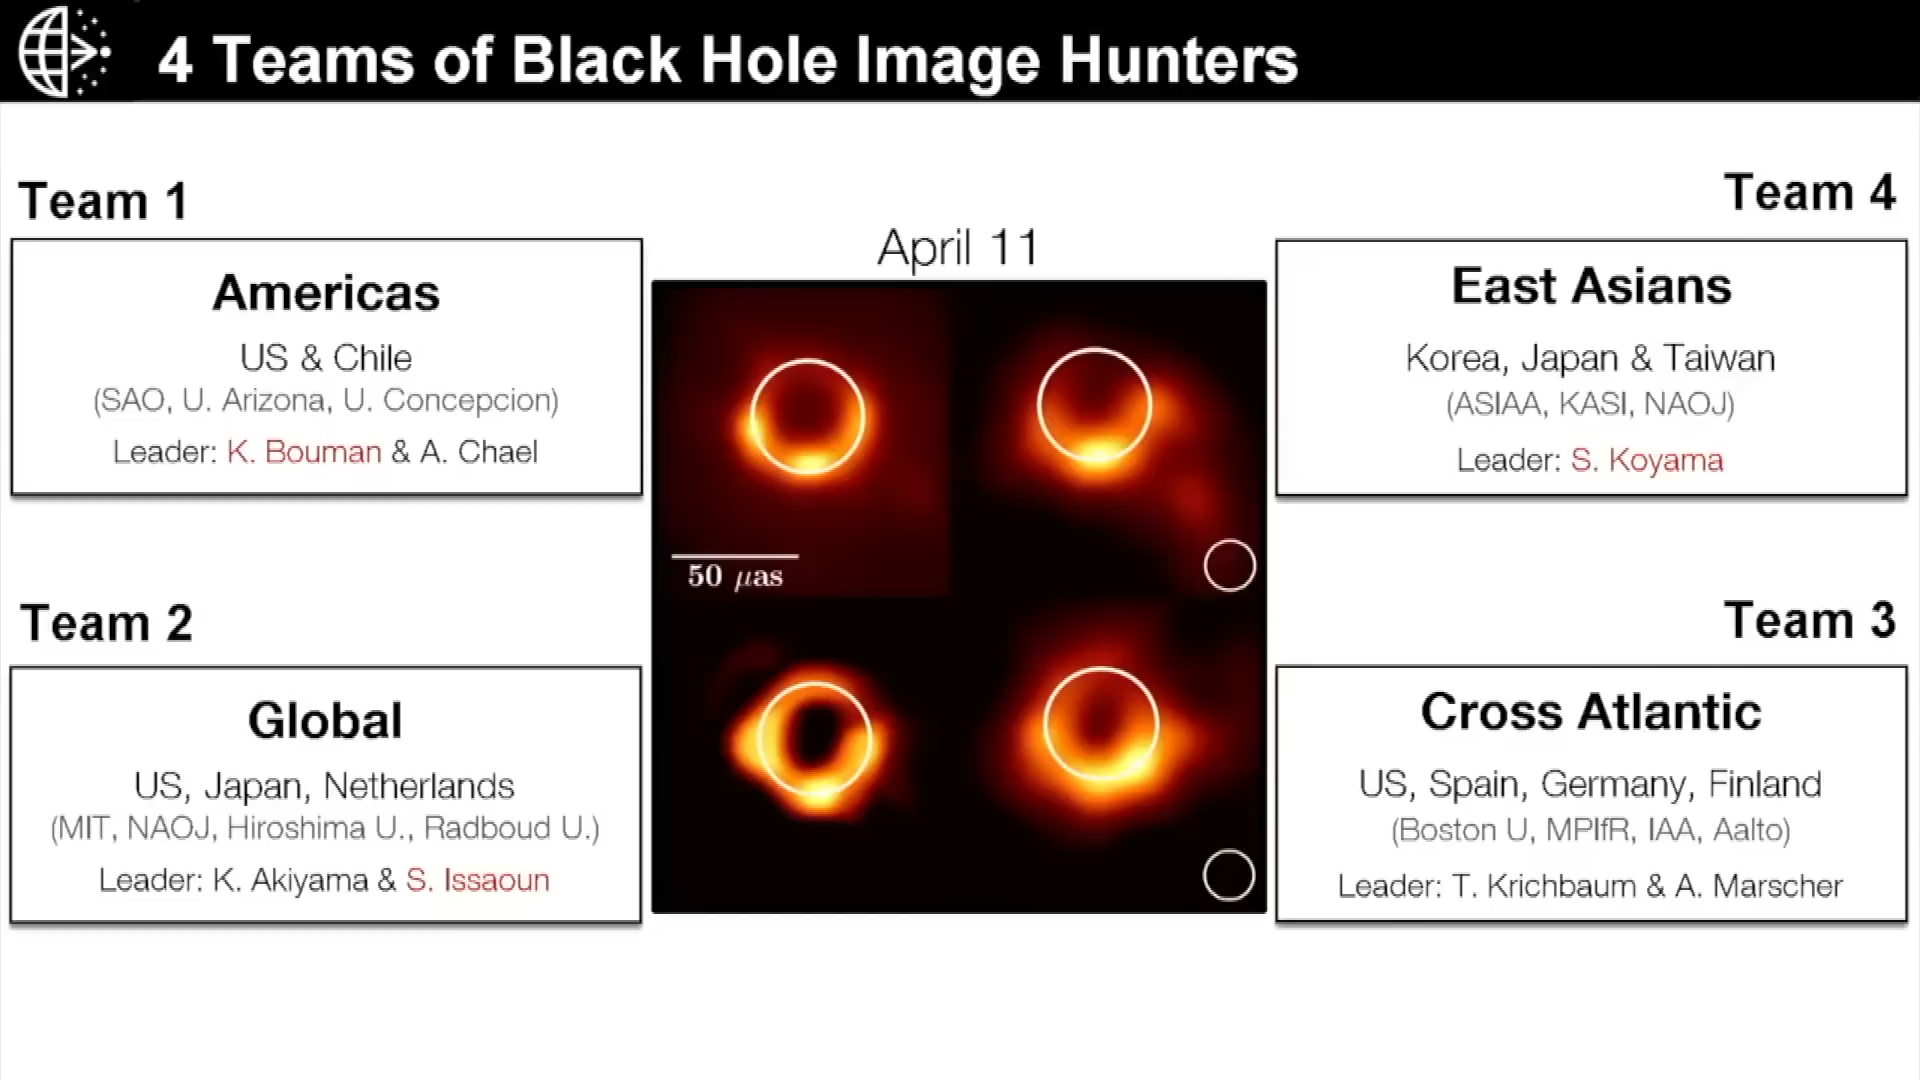 4 Teams of Black Hole Image Hunters
Team 1
Americas
US & Chile
(SAO, U. Arizona, U. Concepcion)
Leader: K. Bouman & A. Chael
Team 2
Global
US, Japan, Netherlands
(MIT, NAOJ, Hiroshima U., Radboud U.)
Leader: K. Akiyama & S. Issaoun
April 11
50 μas
Team 4
East Asians
Korea, Japan & Taiwan
(ASIAA, KASI, NAOJ)
Leader: S. Koyama
Team 3
Cross Atlantic
US, Spain, Germany, Finland
(Boston U, MPIfR, IAA, Aalto)
Leader: T. Krichbaum & A. Marscher